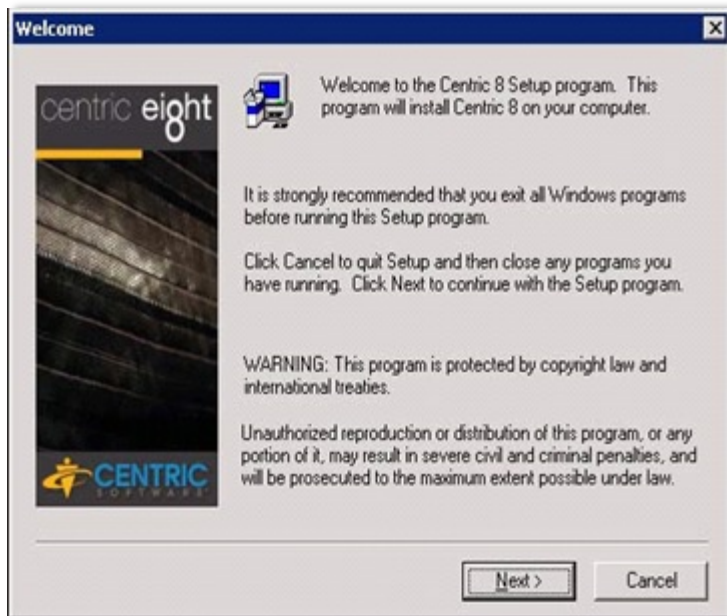 Welcome
centric eight
8
Welcome to the Centric 8 Setup program. This
program will install Centric 8 on your computer.
It is strongly recommended that you exit all Windows programs
before running this Setup program.
Click Cancel to quit Setup and then close any programs you
have running. Click Next to continue with the Setup program.
WARNING: This program is protected by copyright law and
international treaties.
Unauthorized reproduction or distribution of this program, or any
portion of it, may result in severe civil and criminal penalties, and
will be prosecuted to the maximum extent possible under law.
CENTRIC
SOFTWARE
Next >
Cancel